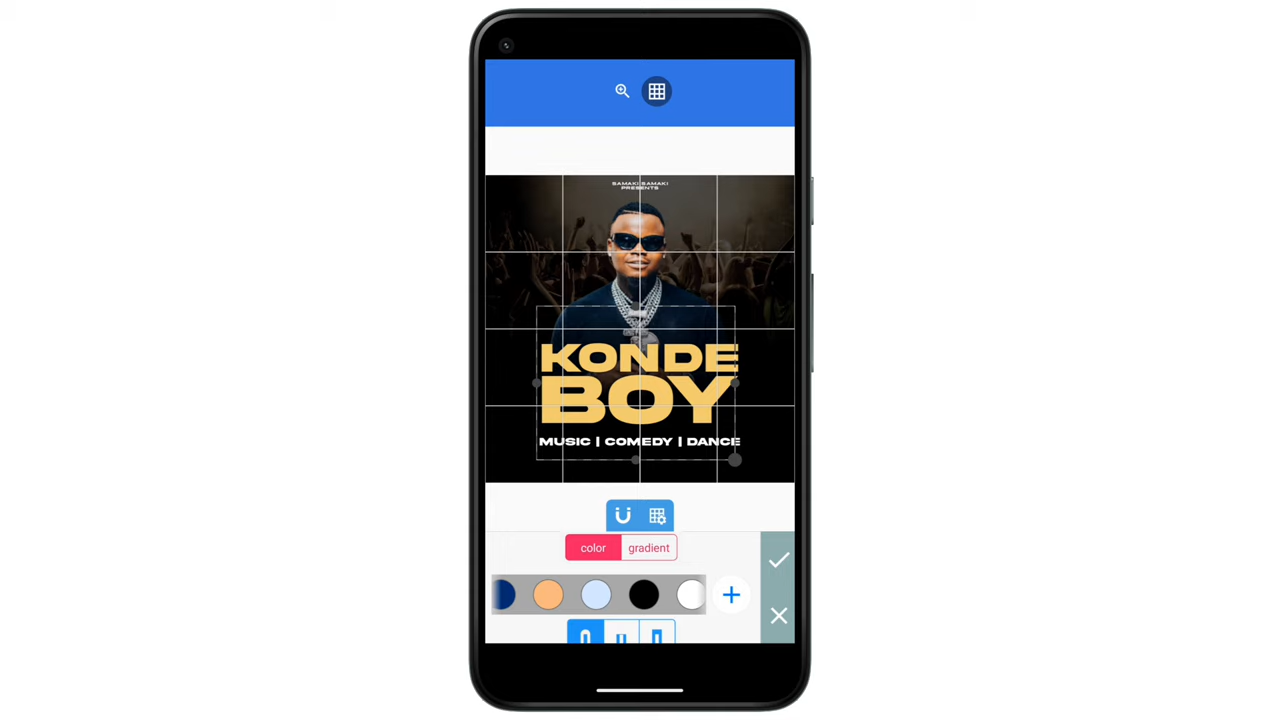 SAMAKI SAMAKI
PRESENTS
KONDE
BOY
MUSIC | COMEDY | DANCE
color gradient